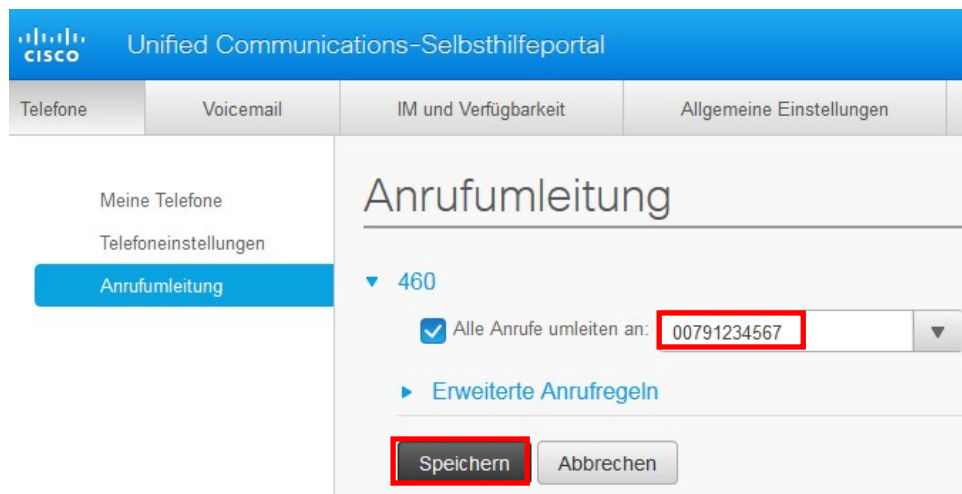 CISCO Unified Communications-Selbsthilfeportal
Telefone Voicemail IM und Verfügbarkeit Allgemeine Einstellungen
Meine Telefone
Telefoneinstellungen
Anrufumleitung
Anrufumleitung
460
Alle Anrufe umleiten an: 00791234567
Erweiterte Anrufregeln
Speichern Abbrechen